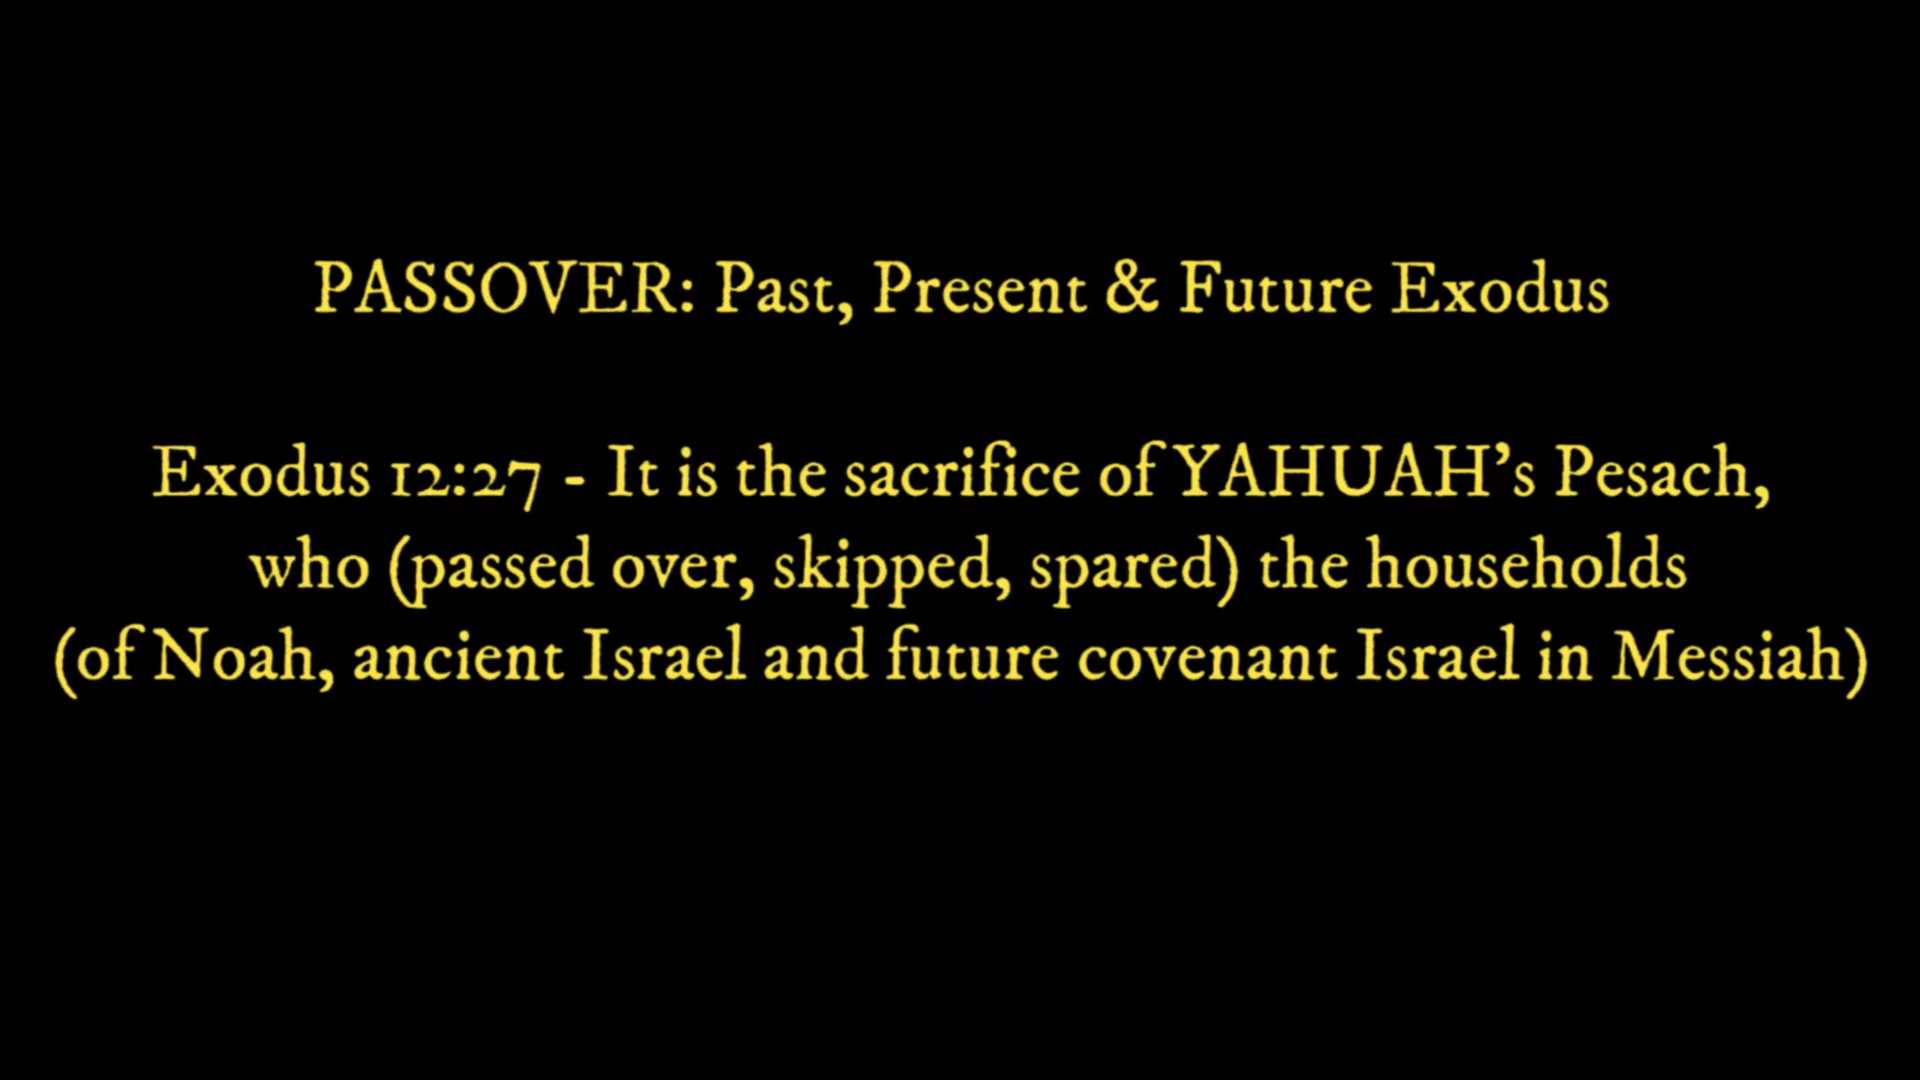 PASSOVER: Past, Present & Future Exodus
Exodus 12:27 - It is the sacrifice of YAHUAH's Pesach,
who (passed over, skipped, spared) the households
(of Noah, ancient Israel and future covenant Israel in Messiah)